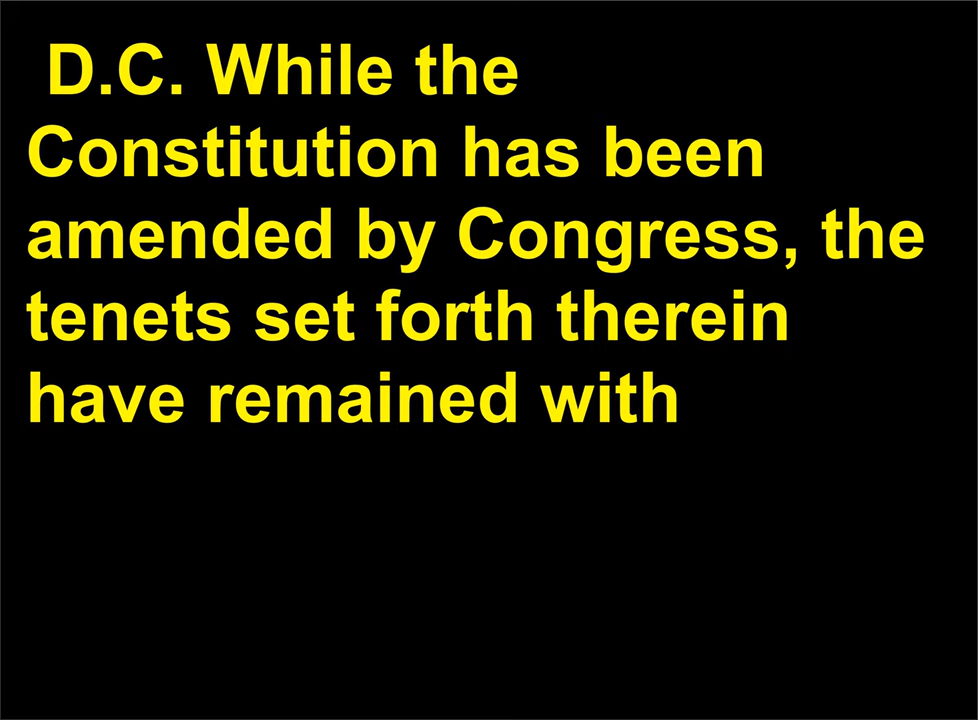 D.C. While the
Constitution has been
amended by Congress, the
tenets set forth therein
have remained with